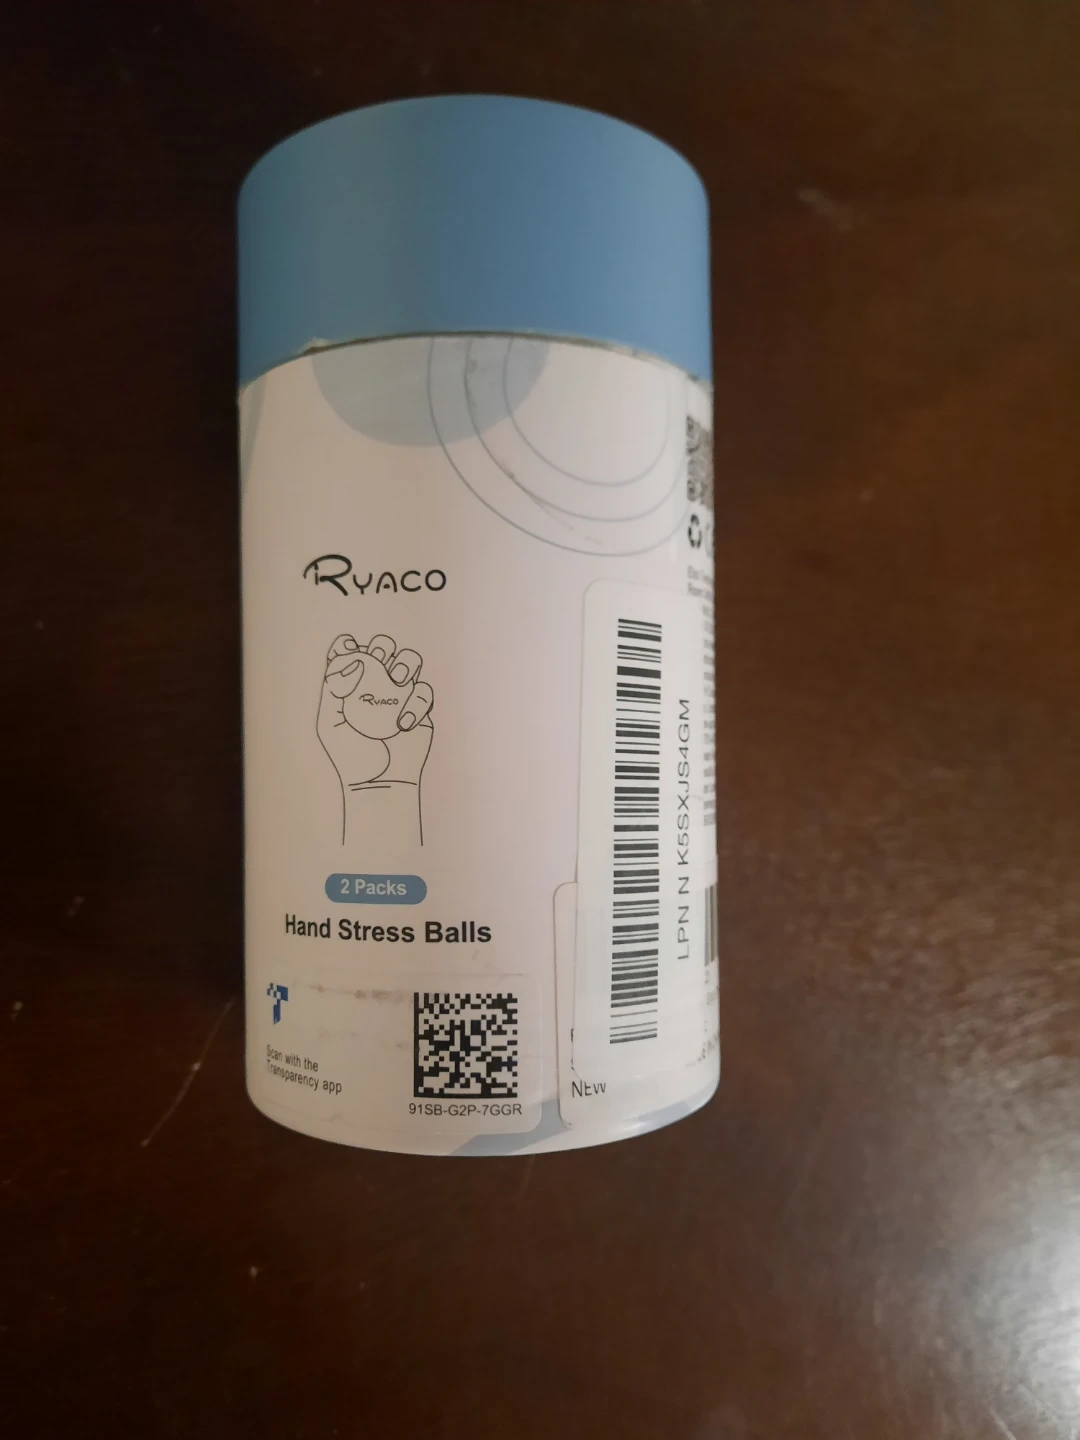 RYACO
RYACO
2 Packs
Hand Stress Balls
Scan with the
Transparency app
91SB-G2P-7GGR
NEW
LPN N K5SXJS4GM